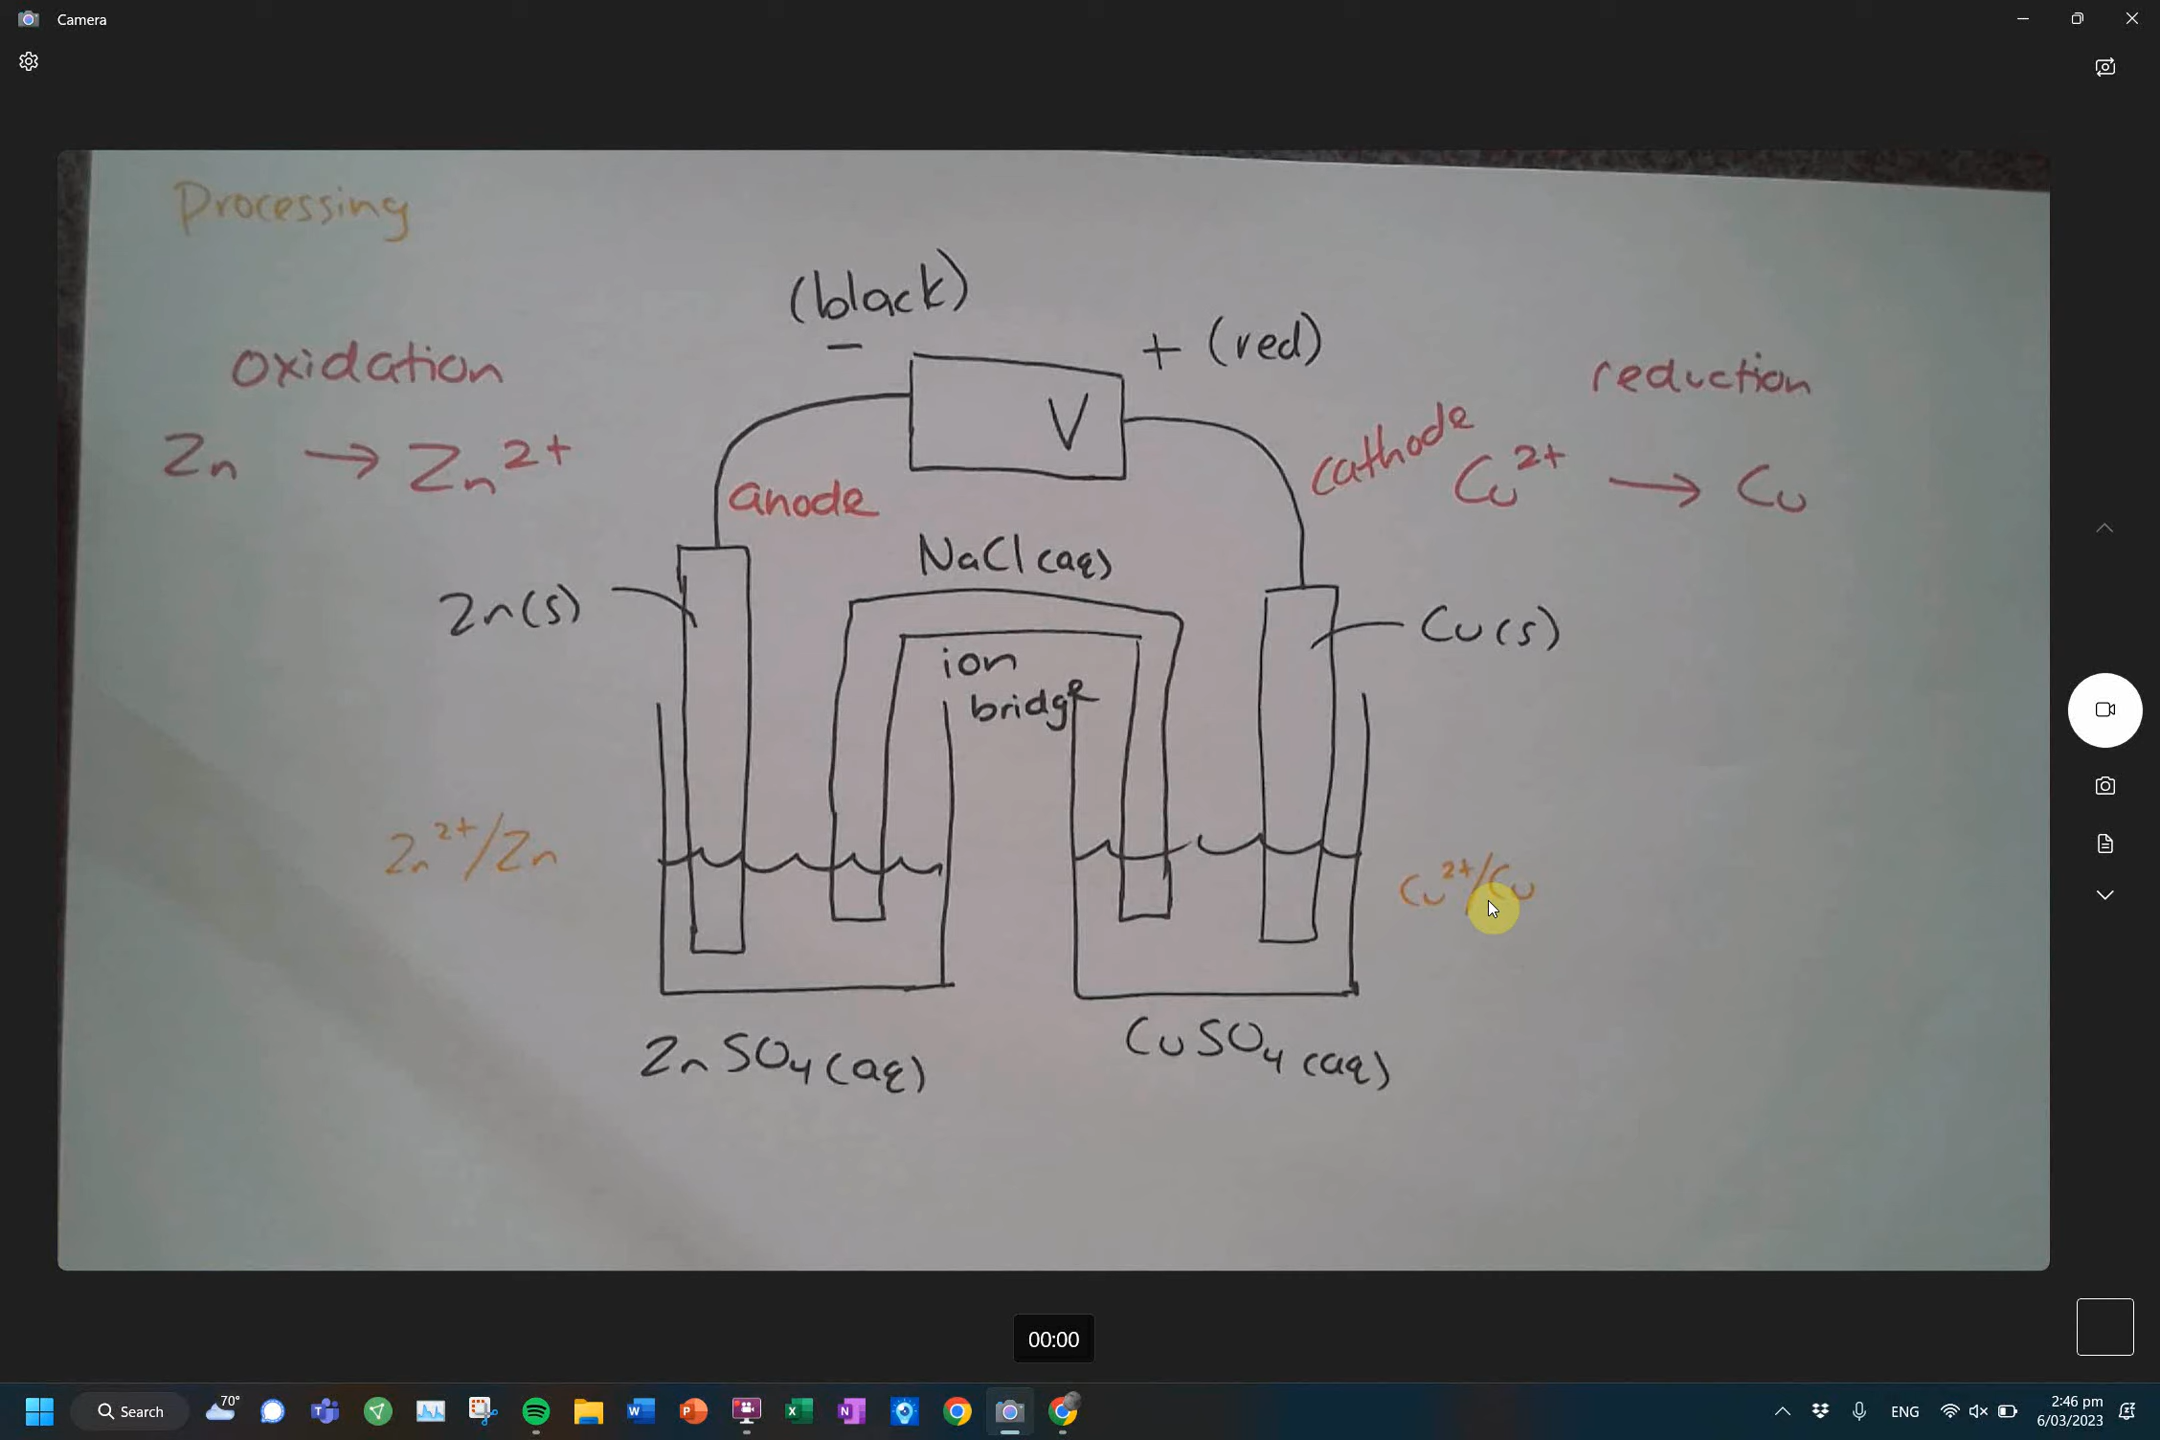 Camera
Processing
(black)
−
+ (red)
oxidation
reduction
V
cathode
Zn → Zn²⁺
Cu²⁺ → Cu
anode
NaCl(aq)
Zn(s)
Cu(s)
ion
bridge
Zn²⁺/Zn
Cu²⁺/Cu
ZnSO₄(aq)
CuSO₄(aq)
00:00
Search
70°
ENG
2:46 pm
6/03/2023